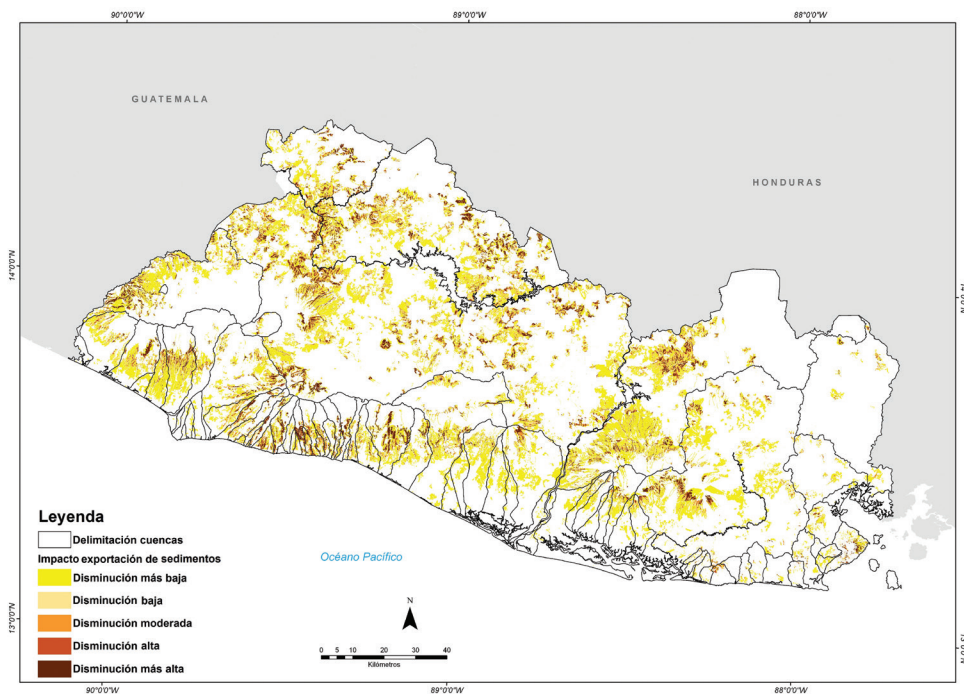 90°0'0"W
89°0'0"W
88°0'0"W
GUATEMALA
HONDURAS
14°0'0"N
14°0'0"N
Leyenda
Delimitación cuencas
Impacto exportación de sedimentos
Disminución más baja
Disminución baja
Disminución moderada
Disminución alta
Disminución más alta
Océano Pacífico
N
0 5 10 20 30 40
Kilómetros
13°0'0"N
13°0'0"N
90°0'0"W
89°0'0"W
88°0'0"W